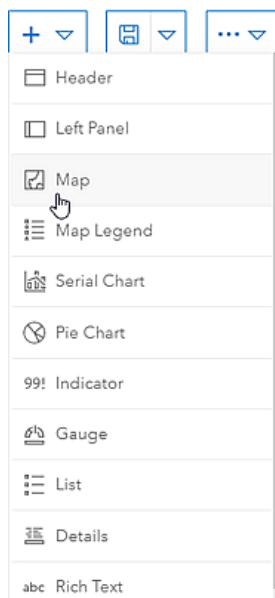 Header
Left Panel
Map
Map Legend
Serial Chart
Pie Chart
99! Indicator
Gauge
List
Details
abc Rich Text